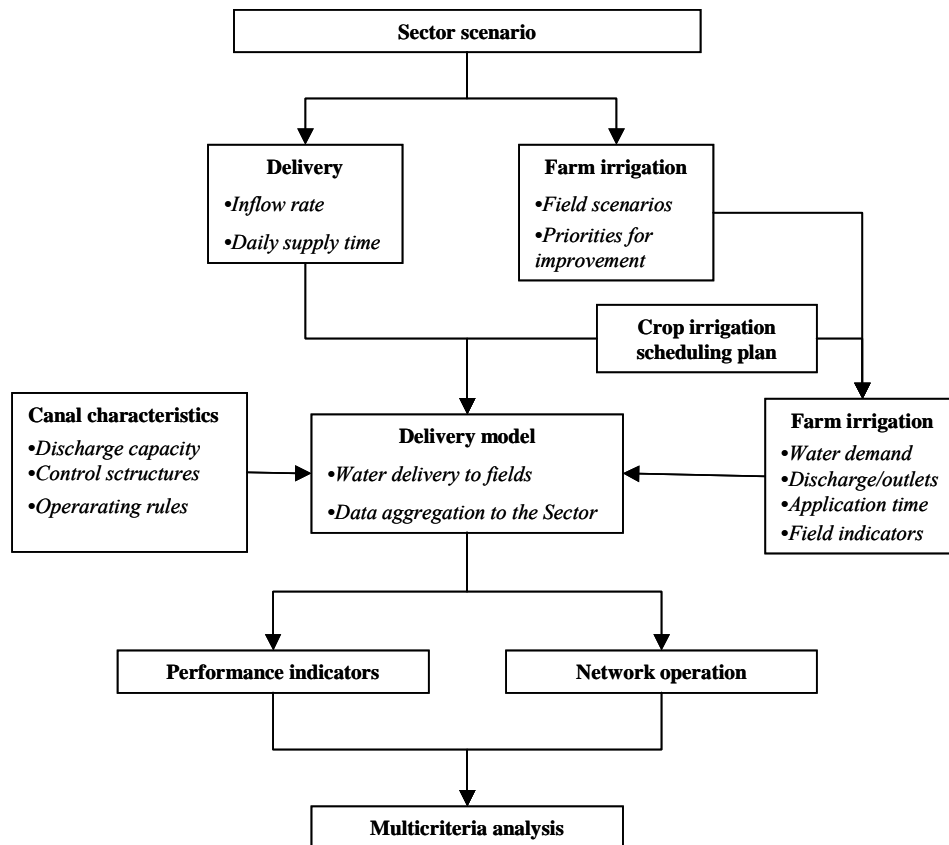 Sector scenario
Delivery
•Inflow rate
•Daily supply time
Farm irrigation
•Field scenarios
•Priorities for
improvement
Crop irrigation
scheduling plan
Canal characteristics
•Discharge capacity
•Control sctructures
•Operarating rules
Delivery model
•Water delivery to fields
•Data aggregation to the Sector
Farm irrigation
•Water demand
•Discharge/outlets
•Application time
•Field indicators
Performance indicators
Network operation
Multicriteria analysis